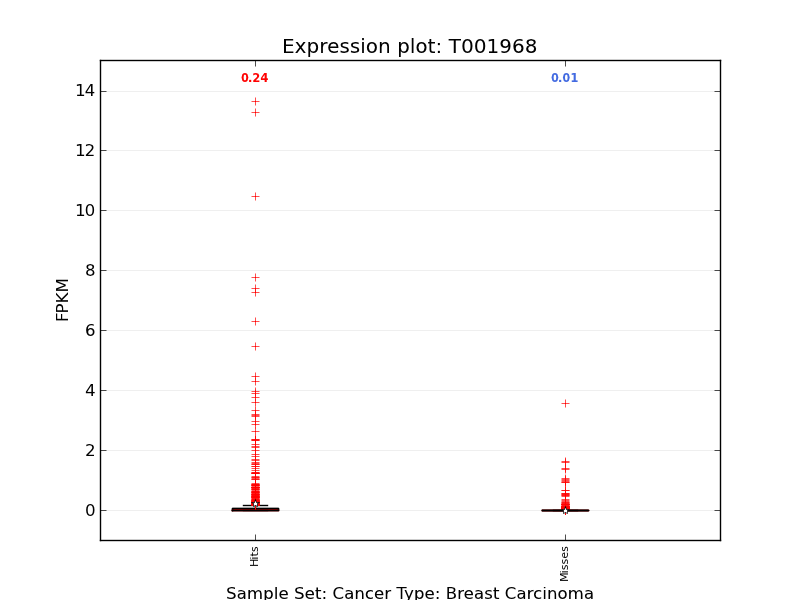 Expression plot: T001968
0.24
0.01
14
12
10
8
6
4
2
0
FPKM
Hits
Misses
Sample Set: Cancer Type: Breast Carcinoma